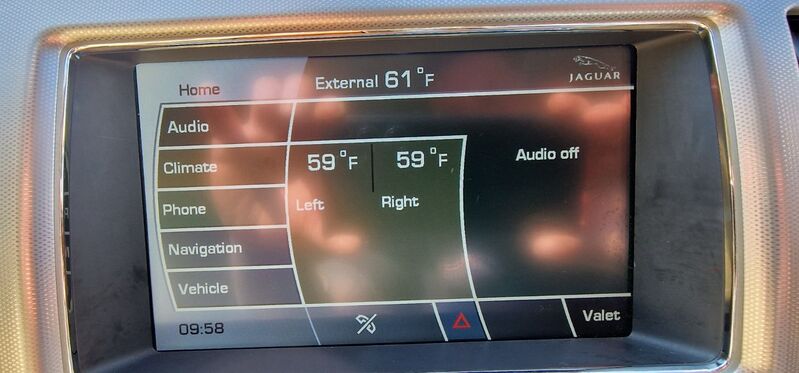 Home
External 61°F
JAGUAR
Audio
Climate
Phone
Navigation
Vehicle
59°F 59°F
Left Right
Audio off
09:58
Valet